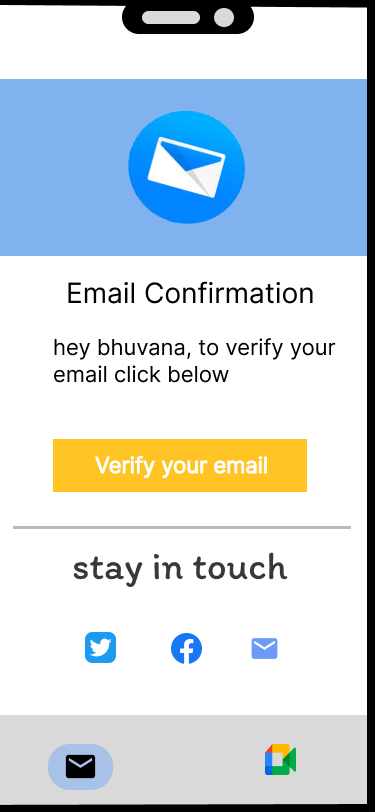 Email Confirmation
hey bhuvana, to verify your
email click below
Verify your email
stay in touch